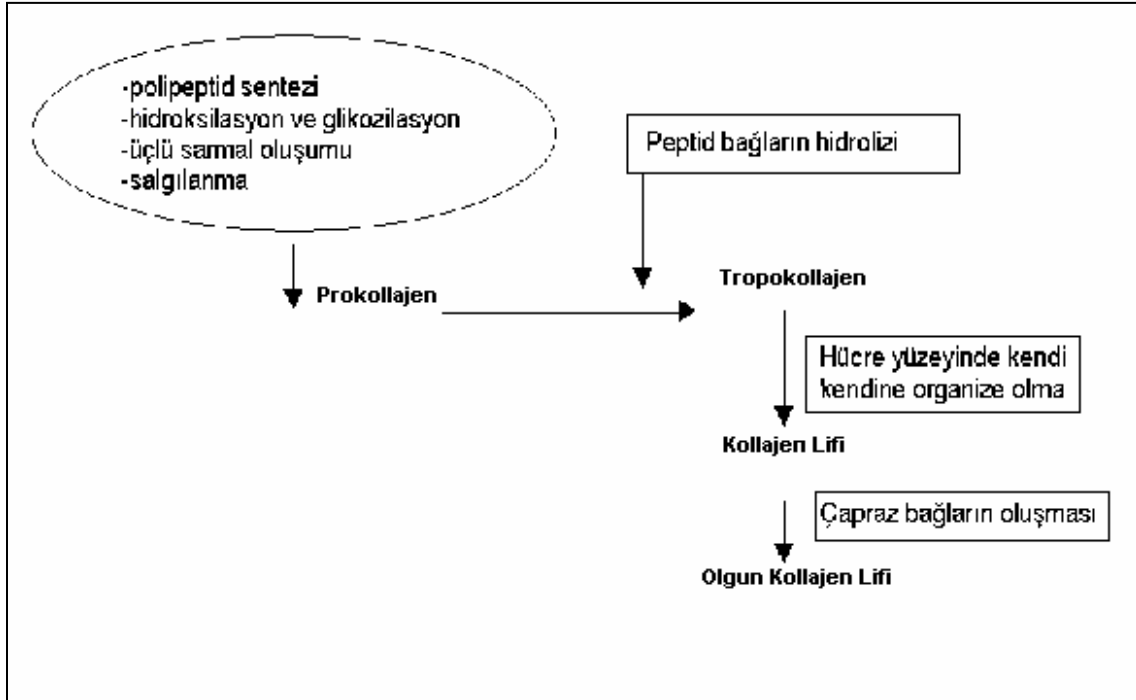 -polipeptid sentezi
-hidroksilasyon ve glikozilasyon
-üçlü sarmal oluşumu
-salgılanma
Peptid bağların hidrolizi
Prokollajen
Tropokollajen
Hücre yüzeyinde kendi
kendine organize olma
Kollajen Lifi
Çapraz bağların oluşması
Olgun Kollajen Lifi